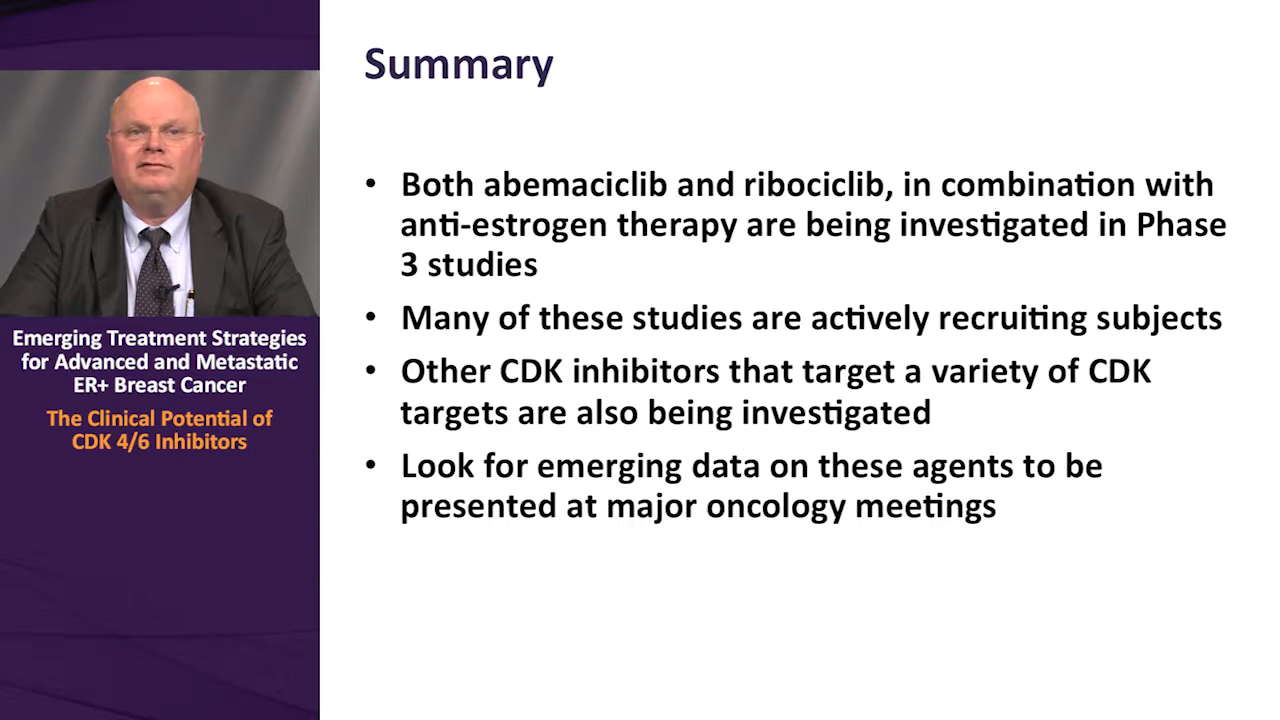 Summary
• Both abemaciclib and ribociclib, in combination with
anti-estrogen therapy are being investigated in Phase
3 studies
• Many of these studies are actively recruiting subjects
• Other CDK inhibitors that target a variety of CDK
targets are also being investigated
• Look for emerging data on these agents to be
presented at major oncology meetings
Emerging Treatment Strategies
for Advanced and Metastatic
ER+ Breast Cancer
The Clinical Potential of
CDK 4/6 Inhibitors